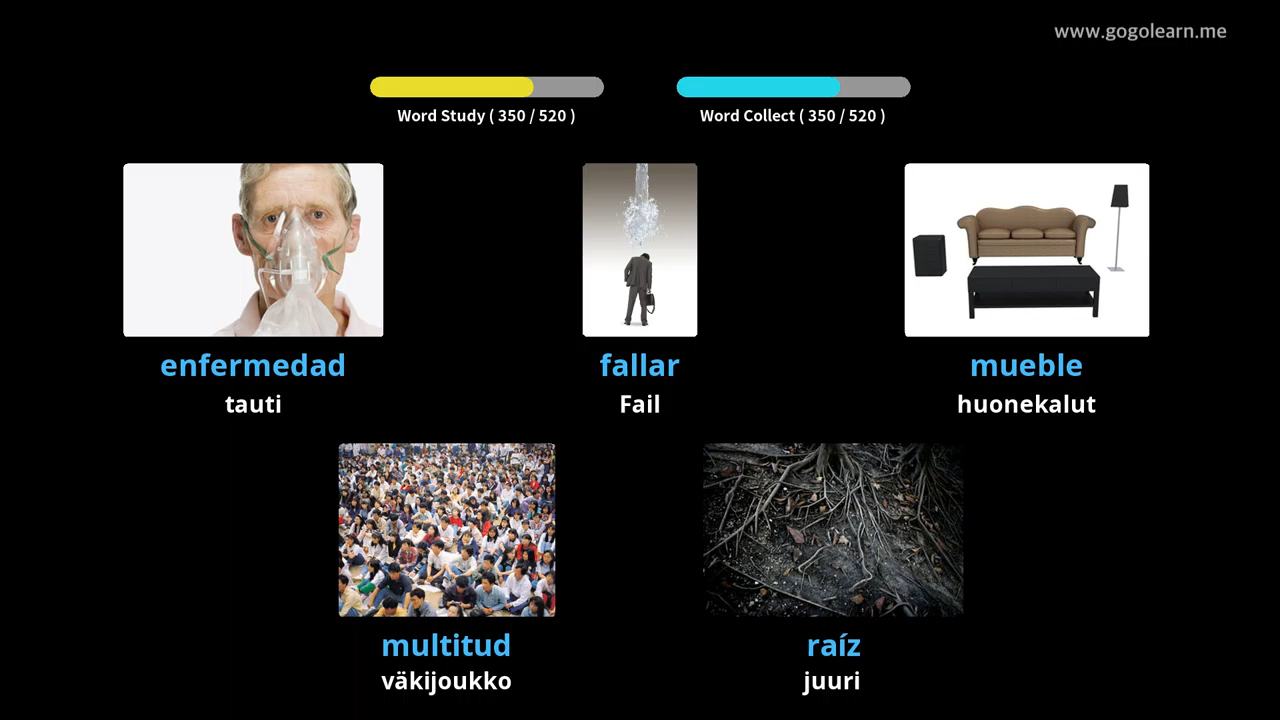 www.gogolearn.me
Word Study ( 350 / 520 )
Word Collect ( 350 / 520 )
enfermedad
tauti
fallar
Fail
mueble
huonekalut
multitud
väkijoukko
raíz
juuri